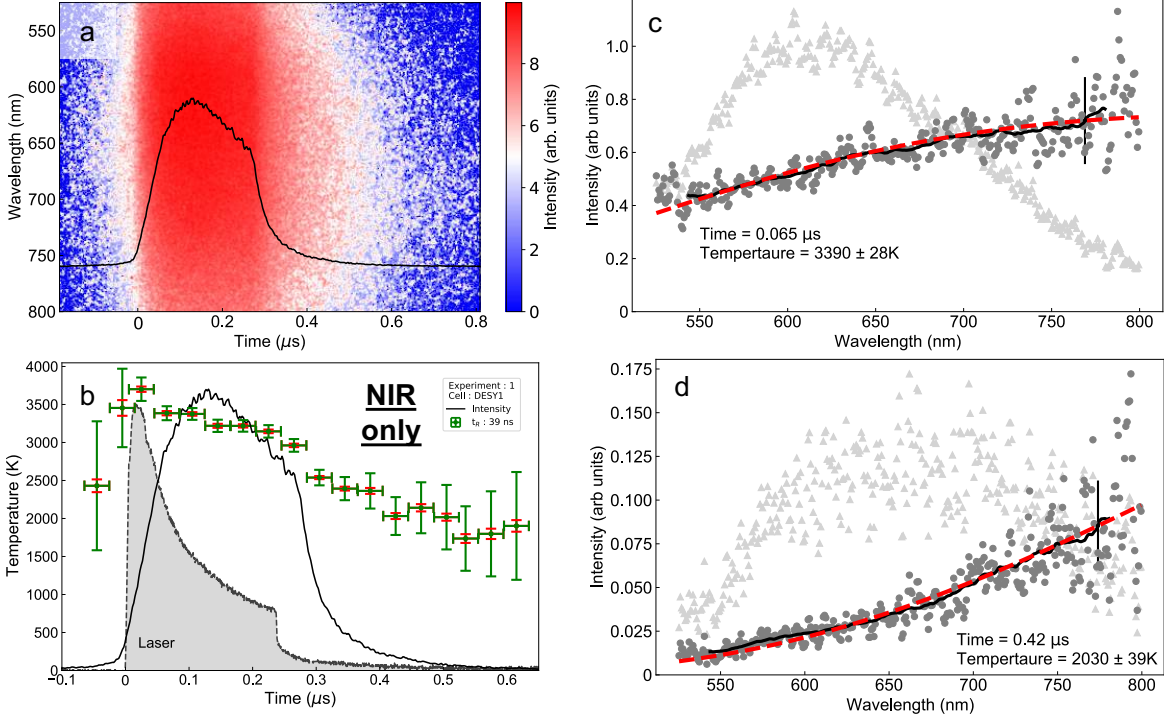 a
Wavelength (nm)
550
600
650
700
750
800
0
0.2
0.4
0.6
0.8
Time (μs)
8
6
4
2
0
Intensity (arb. units)
b
NIR
only
Experiment : 1
Cell : DESY1
Intensity
t_R : 39 ns
Temperature (K)
4000
3500
3000
2500
2000
1500
1000
500
0
Laser
−0.1
0
0.1
0.2
0.3
0.4
0.5
0.6
Time (μs)
c
Intensity (arb units)
1.0
0.8
0.6
0.4
0.2
0
Time = 0.065 μs
Tempertaure = 3390 ± 28K
550
600
650
700
750
800
Wavelength (nm)
d
Intensity (arb units)
0.175
0.150
0.125
0.100
0.075
0.050
0.025
0
Time = 0.42 μs
Tempertaure = 2030 ± 39K
550
600
650
700
750
800
Wavelength (nm)